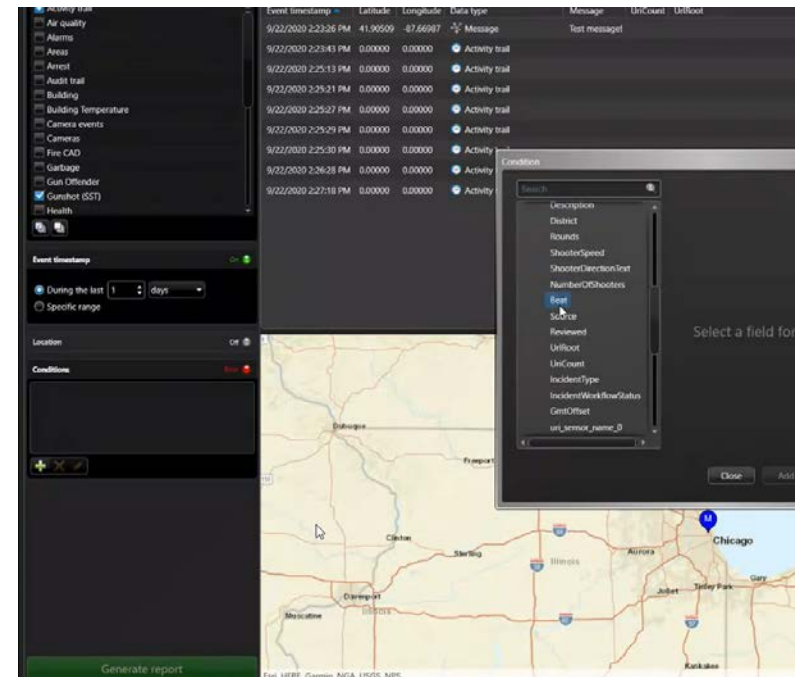 Activity trail
Air quality
Alarms
Areas
Arrest
Audit trail
Building
Building Temperature
Camera events
Cameras
Fire CAD
Garbage
Gun Offender
Gunshot (SST)
Health
Event timestamp On
During the last 1 days
Specific range
Location Off
Conditions
Generate report
Event timestamp Latitude Longitude Data type Message UriCount UrlRoot
9/22/2020 2:23:26 PM 41.90509 -87.66987 Message Test message!
9/22/2020 2:23:43 PM 0.00000 0.00000 Activity trail
9/22/2020 2:25:13 PM 0.00000 0.00000 Activity trail
9/22/2020 2:25:21 PM 0.00000 0.00000 Activity trail
9/22/2020 2:25:27 PM 0.00000 0.00000 Activity trail
9/22/2020 2:25:29 PM 0.00000 0.00000 Activity trail
9/22/2020 2:25:30 PM 0.00000 0.00000 Activity
9/22/2020 2:26:28 PM 0.00000 0.00000 Activity
9/22/2020 2:27:18 PM 0.00000 0.00000 Activity
Condition
Search
Description
District
Rounds
ShooterSpeed
ShooterDirectionText
NumberOfShooters
Beat
Source
Reviewed
UrlRoot
UriCount
IncidentType
IncidentWorkflowStatus
GmtOffset
uri_sensor_name_0
Select a field for
Close Add
Dubuque
Freeport
M
Chicago
Clinton
Sterling
Illinois
Aurora
Joliet
Tinley Park
Gary
Davenport
Muscatine
Illinois
Kankakee
Esri, HERE, Garmin, NGA, USGS, NPS